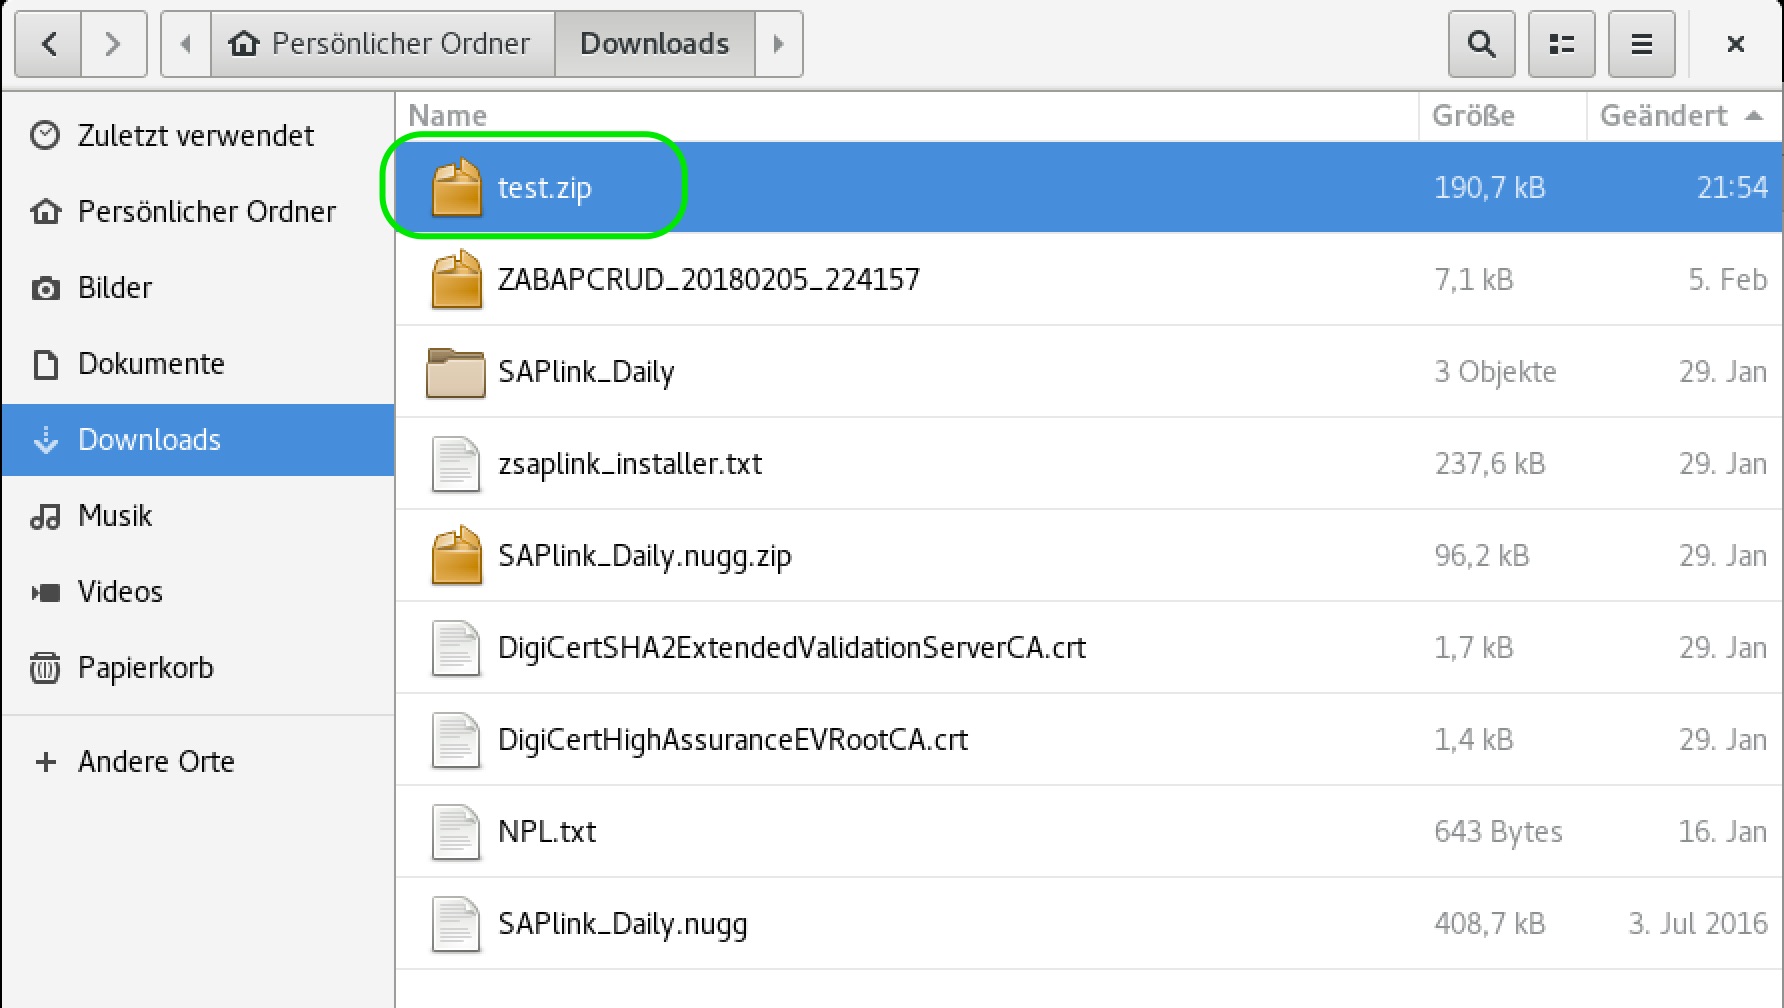 Persönlicher Ordner Downloads
Zuletzt verwendet
Persönlicher Ordner
Bilder
Dokumente
Downloads
Musik
Videos
Papierkorb
Andere Orte
Name Größe Geändert
test.zip 190,7 kB 21:54
ZABAPCRUD_20180205_224157 7,1 kB 5. Feb
SAPlink_Daily 3 Objekte 29. Jan
zsaplink_installer.txt 237,6 kB 29. Jan
SAPlink_Daily.nugg.zip 96,2 kB 29. Jan
DigiCertSHA2ExtendedValidationServerCA.crt 1,7 kB 29. Jan
DigiCertHighAssuranceEVRootCA.crt 1,4 kB 29. Jan
NPL.txt 643 Bytes 16. Jan
SAPlink_Daily.nugg 408,7 kB 3. Jul 2016